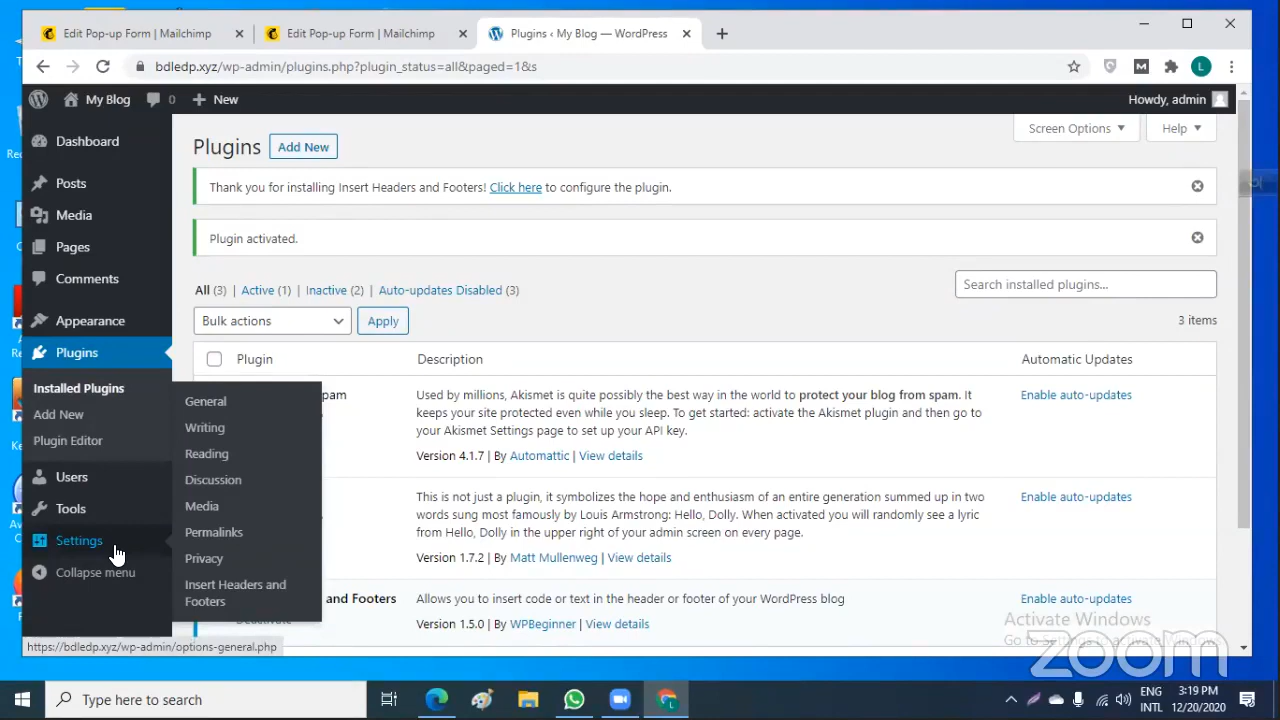 Edit Pop-up Form | Mailchimp
Edit Pop-up Form | Mailchimp
Plugins ‹ My Blog — WordPress
bdledp.xyz/wp-admin/plugins.php?plugin_status=all&paged=1&s
M
L
My Blog
0
New
Howdy, admin
Dashboard
Posts
Media
Pages
Comments
Appearance
Plugins
Installed Plugins
Add New
Plugin Editor
Users
Tools
Settings
Collapse menu
General
Writing
Reading
Discussion
Media
Permalinks
Privacy
Insert Headers and
Footers
Screen Options
Help
Plugins
Add New
Thank you for installing Insert Headers and Footers! Click here to configure the plugin.
Plugin activated.
All (3) | Active (1) | Inactive (2) | Auto-updates Disabled (3)
Search installed plugins...
Bulk actions
Apply
3 items
Plugin
Description
Automatic Updates
Used by millions, Akismet is quite possibly the best way in the world to protect your blog from spam. It
keeps your site protected even while you sleep. To get started: activate the Akismet plugin and then go to
your Akismet Settings page to set up your API key.
Version 4.1.7 | By Automattic | View details
Enable auto-updates
This is not just a plugin, it symbolizes the hope and enthusiasm of an entire generation summed up in two
words sung most famously by Louis Armstrong: Hello, Dolly. When activated you will randomly see a lyric
from Hello, Dolly in the upper right of your admin screen on every page.
Version 1.7.2 | By Matt Mullenweg | View details
Enable auto-updates
and Footers
Allows you to insert code or text in the header or footer of your WordPress blog
Version 1.5.0 | By WPBeginner | View details
Enable auto-updates
Activate Windows
zoom
https://bdledp.xyz/wp-admin/options-general.php
Type here to search
ENG
INTL
3:19 PM
12/20/2020